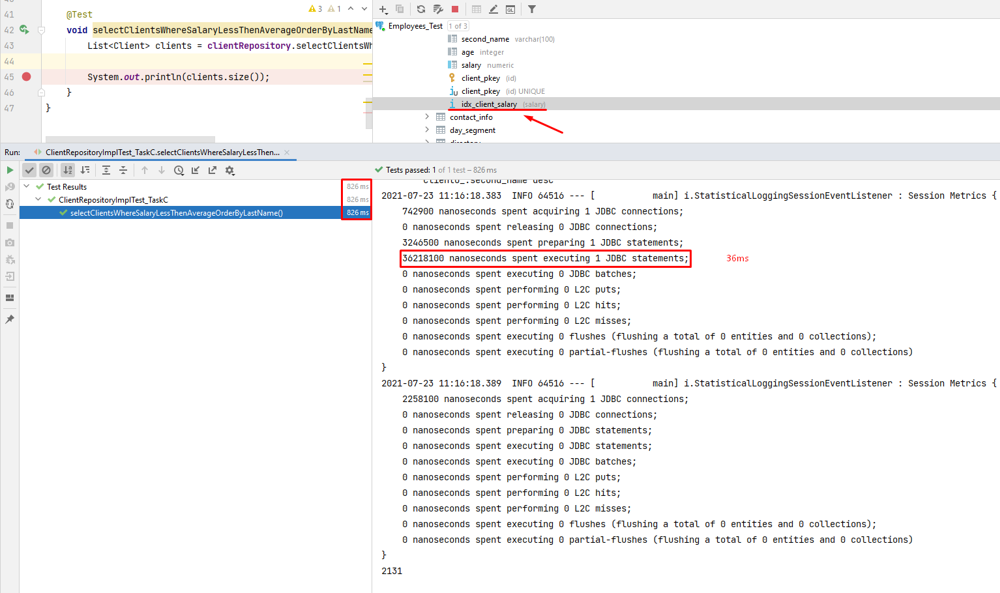 41
@Test
3 1
42
void selectClientsWhereSalaryLessThenAverageOrderByLastName
43
List<Client> clients = clientRepository.selectClientsWh
44
45
System.out.println(clients.size());
46
}
47
}
Employees_Test 1 of 3
second_name varchar(100)
age integer
salary numeric
client_pkey (id)
client_pkey (id) UNIQUE
idx_client_salary (salary)
contact_info
day_segment
directory
Run: ClientRepositoryImplTest_TaskC.selectClientsWhereSalaryLessThen...
Tests passed: 1 of 1 test – 826 ms
Test Results 826 ms
ClientRepositoryImplTest_TaskC 826 ms
selectClientsWhereSalaryLessThenAverageOrderByLastName() 826 ms
client0_.second_name desc
2021-07-23 11:16:18.383  INFO 64516 --- [           main] i.StatisticalLoggingSessionEventListener : Session Metrics {
742900 nanoseconds spent acquiring 1 JDBC connections;
0 nanoseconds spent releasing 0 JDBC connections;
3246500 nanoseconds spent preparing 1 JDBC statements;
36218100 nanoseconds spent executing 1 JDBC statements; 36ms
0 nanoseconds spent executing 0 JDBC batches;
0 nanoseconds spent performing 0 L2C puts;
0 nanoseconds spent performing 0 L2C hits;
0 nanoseconds spent performing 0 L2C misses;
0 nanoseconds spent executing 0 flushes (flushing a total of 0 entities and 0 collections);
0 nanoseconds spent executing 0 partial-flushes (flushing a total of 0 entities and 0 collections)
}
2021-07-23 11:16:18.389  INFO 64516 --- [           main] i.StatisticalLoggingSessionEventListener : Session Metrics {
2258100 nanoseconds spent acquiring 1 JDBC connections;
0 nanoseconds spent releasing 0 JDBC connections;
0 nanoseconds spent preparing 0 JDBC statements;
0 nanoseconds spent executing 0 JDBC statements;
0 nanoseconds spent executing 0 JDBC batches;
0 nanoseconds spent performing 0 L2C puts;
0 nanoseconds spent performing 0 L2C hits;
0 nanoseconds spent performing 0 L2C misses;
0 nanoseconds spent executing 0 flushes (flushing a total of 0 entities and 0 collections);
0 nanoseconds spent executing 0 partial-flushes (flushing a total of 0 entities and 0 collections)
}
2131